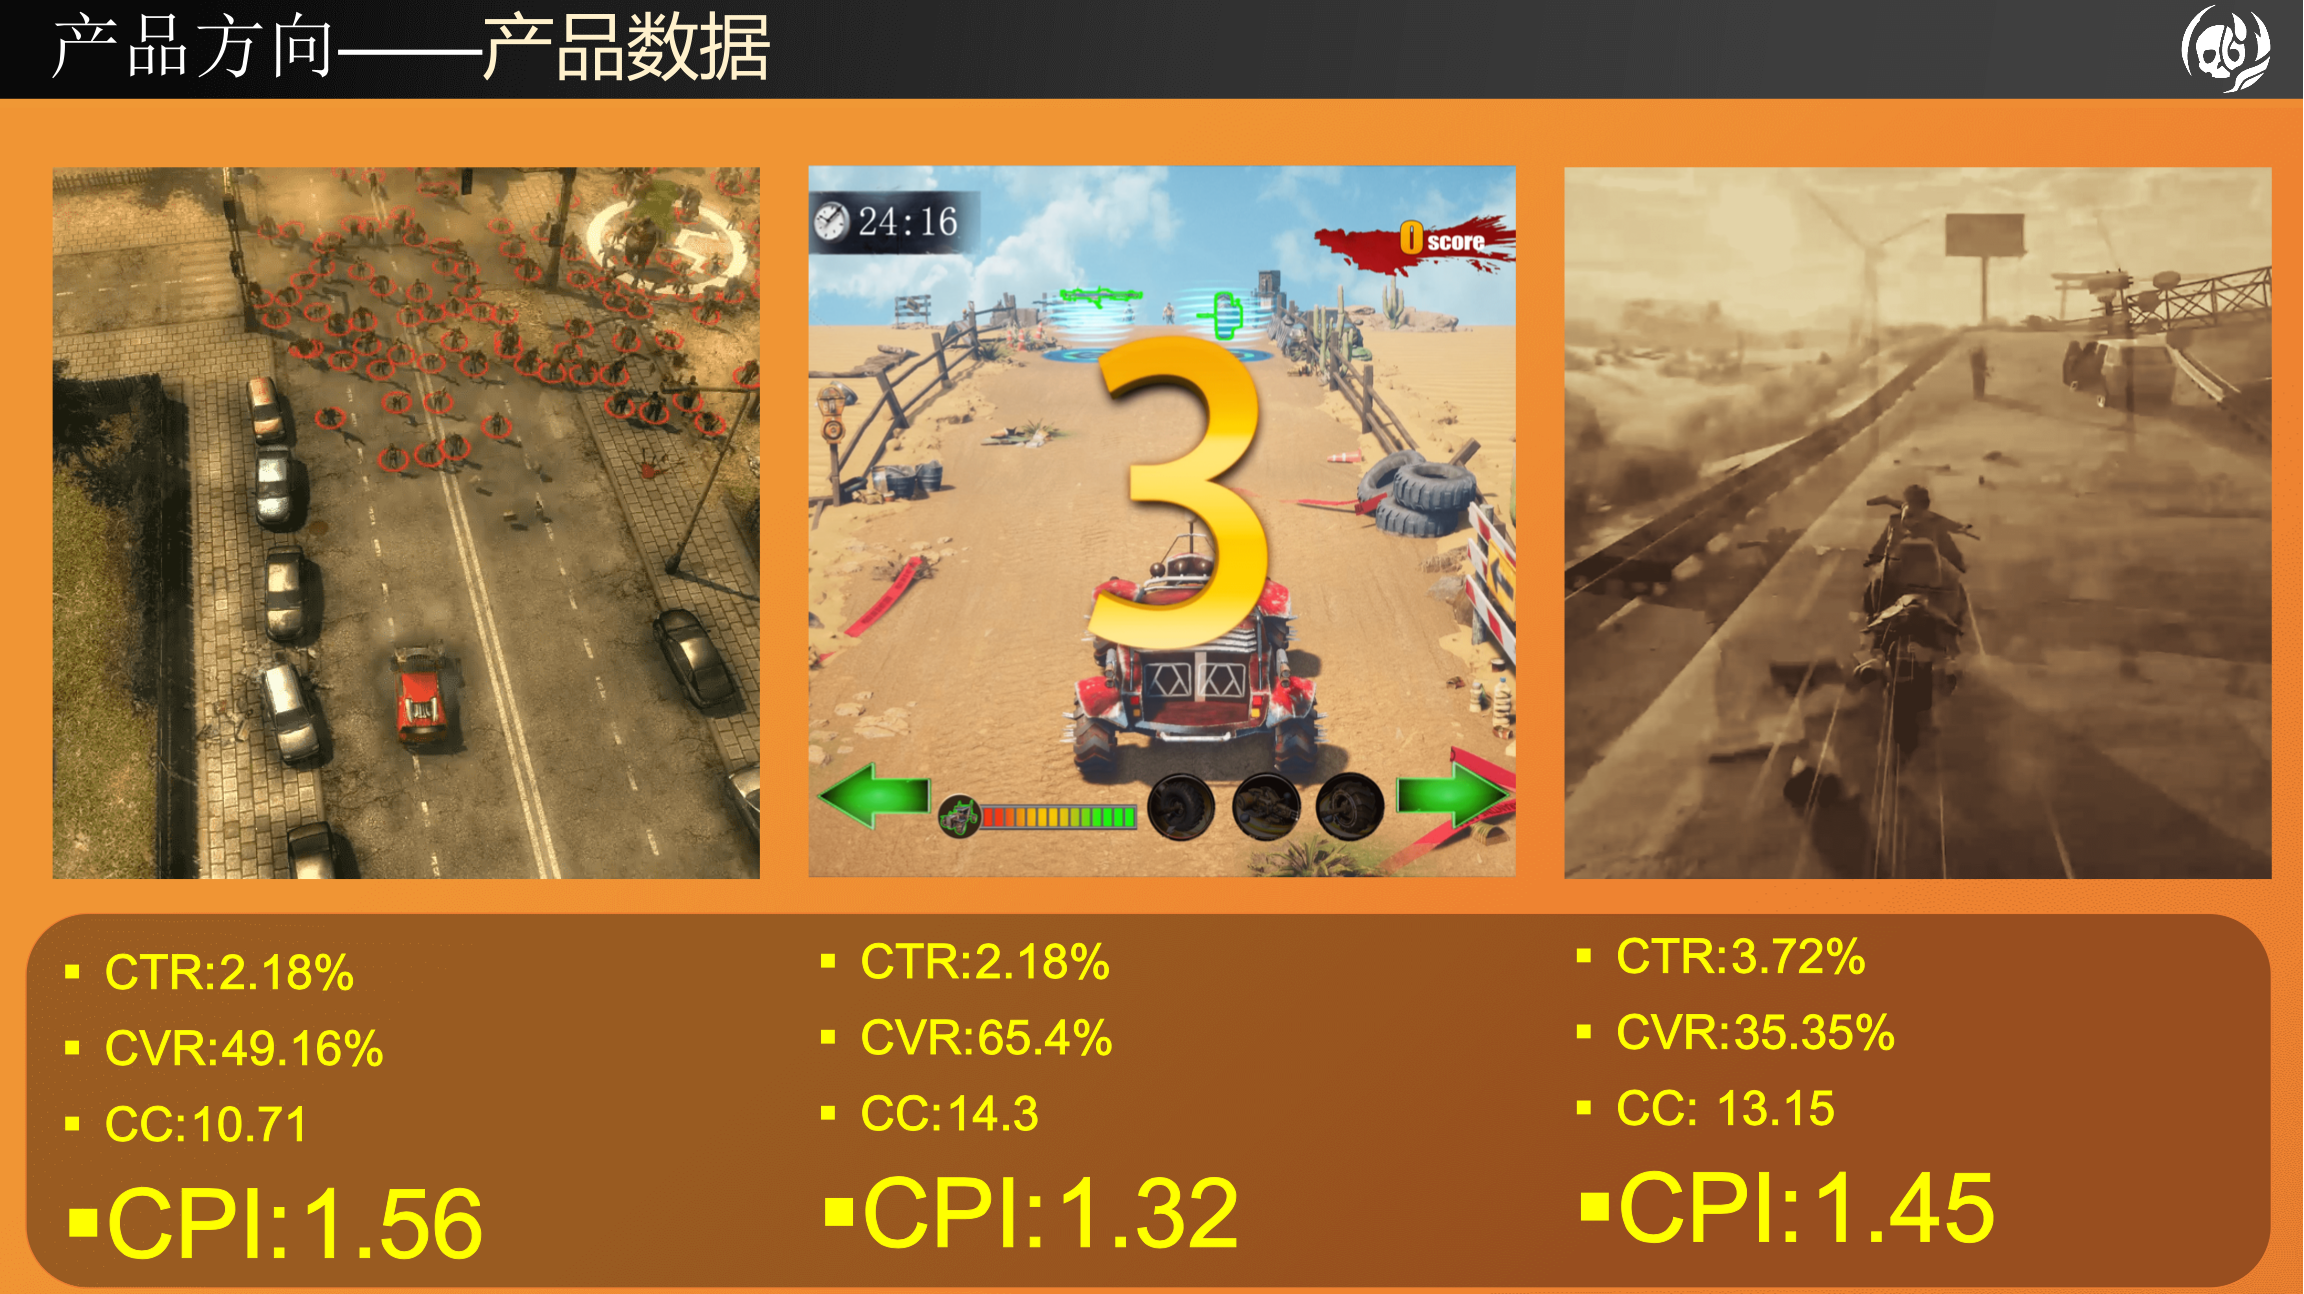 产品方向——产品数据
24:16
0 score
3
CTR:2.18%
CVR:49.16%
CC:10.71
CPI:1.56
CTR:2.18%
CVR:65.4%
CC:14.3
CPI:1.32
CTR:3.72%
CVR:35.35%
CC: 13.15
CPI:1.45